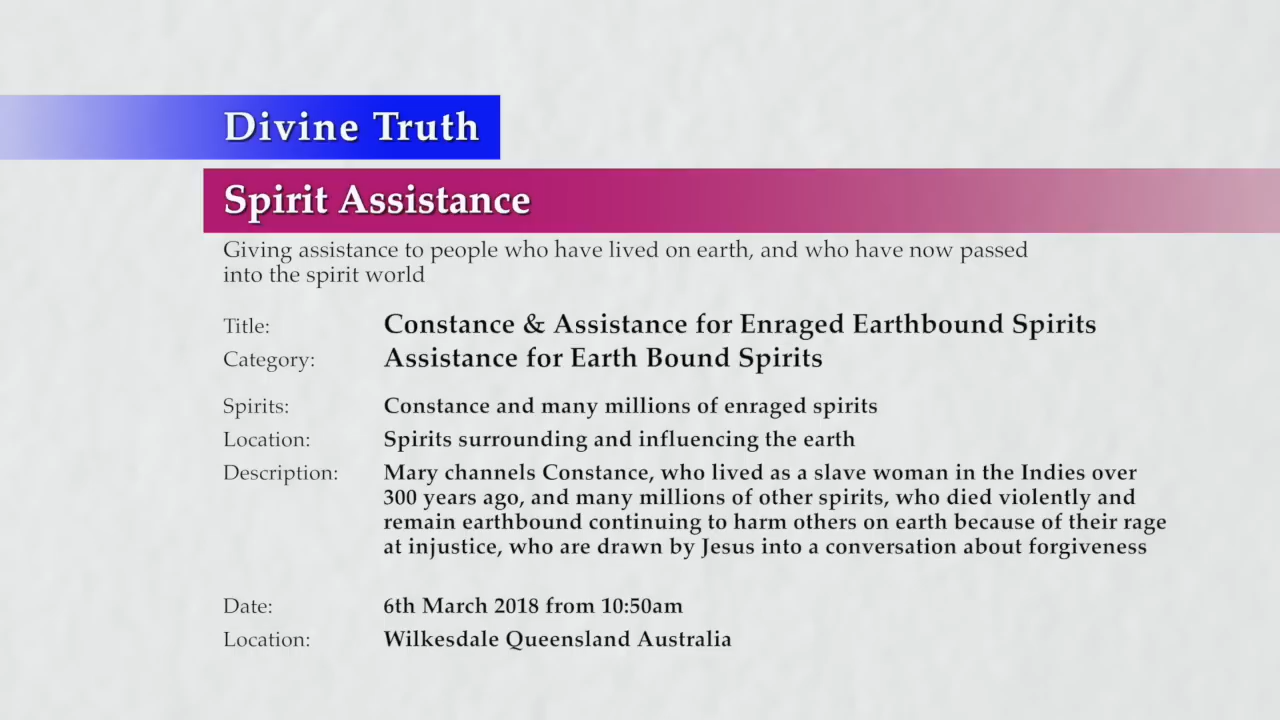 Divine Truth
Spirit Assistance
Giving assistance to people who have lived on earth, and who have now passed
into the spirit world
Title: Constance & Assistance for Enraged Earthbound Spirits
Category: Assistance for Earth Bound Spirits
Spirits: Constance and many millions of enraged spirits
Location: Spirits surrounding and influencing the earth
Description: Mary channels Constance, who lived as a slave woman in the Indies over
300 years ago, and many millions of other spirits, who died violently and
remain earthbound continuing to harm others on earth because of their rage
at injustice, who are drawn by Jesus into a conversation about forgiveness
Date: 6th March 2018 from 10:50am
Location: Wilkesdale Queensland Australia